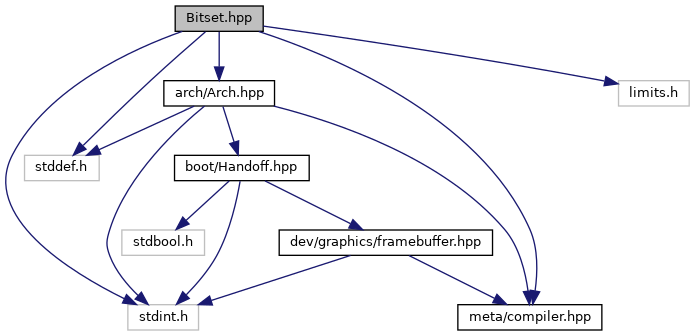 Bitset.hpp
arch/Arch.hpp
limits.h
stddef.h
boot/Handoff.hpp
stdbool.h
dev/graphics/framebuffer.hpp
stdint.h
meta/compiler.hpp